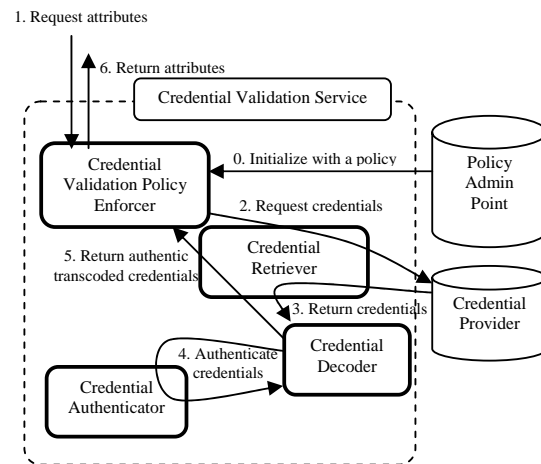 1. Request attributes
6. Return attributes
Credential Validation Service
Credential
Validation Policy
Enforcer
0. Initialize with a policy
Policy
Admin
Point
2. Request credentials
5. Return authentic
transcoded credentials
Credential
Retriever
3. Return credentials
Credential
Provider
4. Authenticate
credentials
Credential
Decoder
Credential
Authenticator